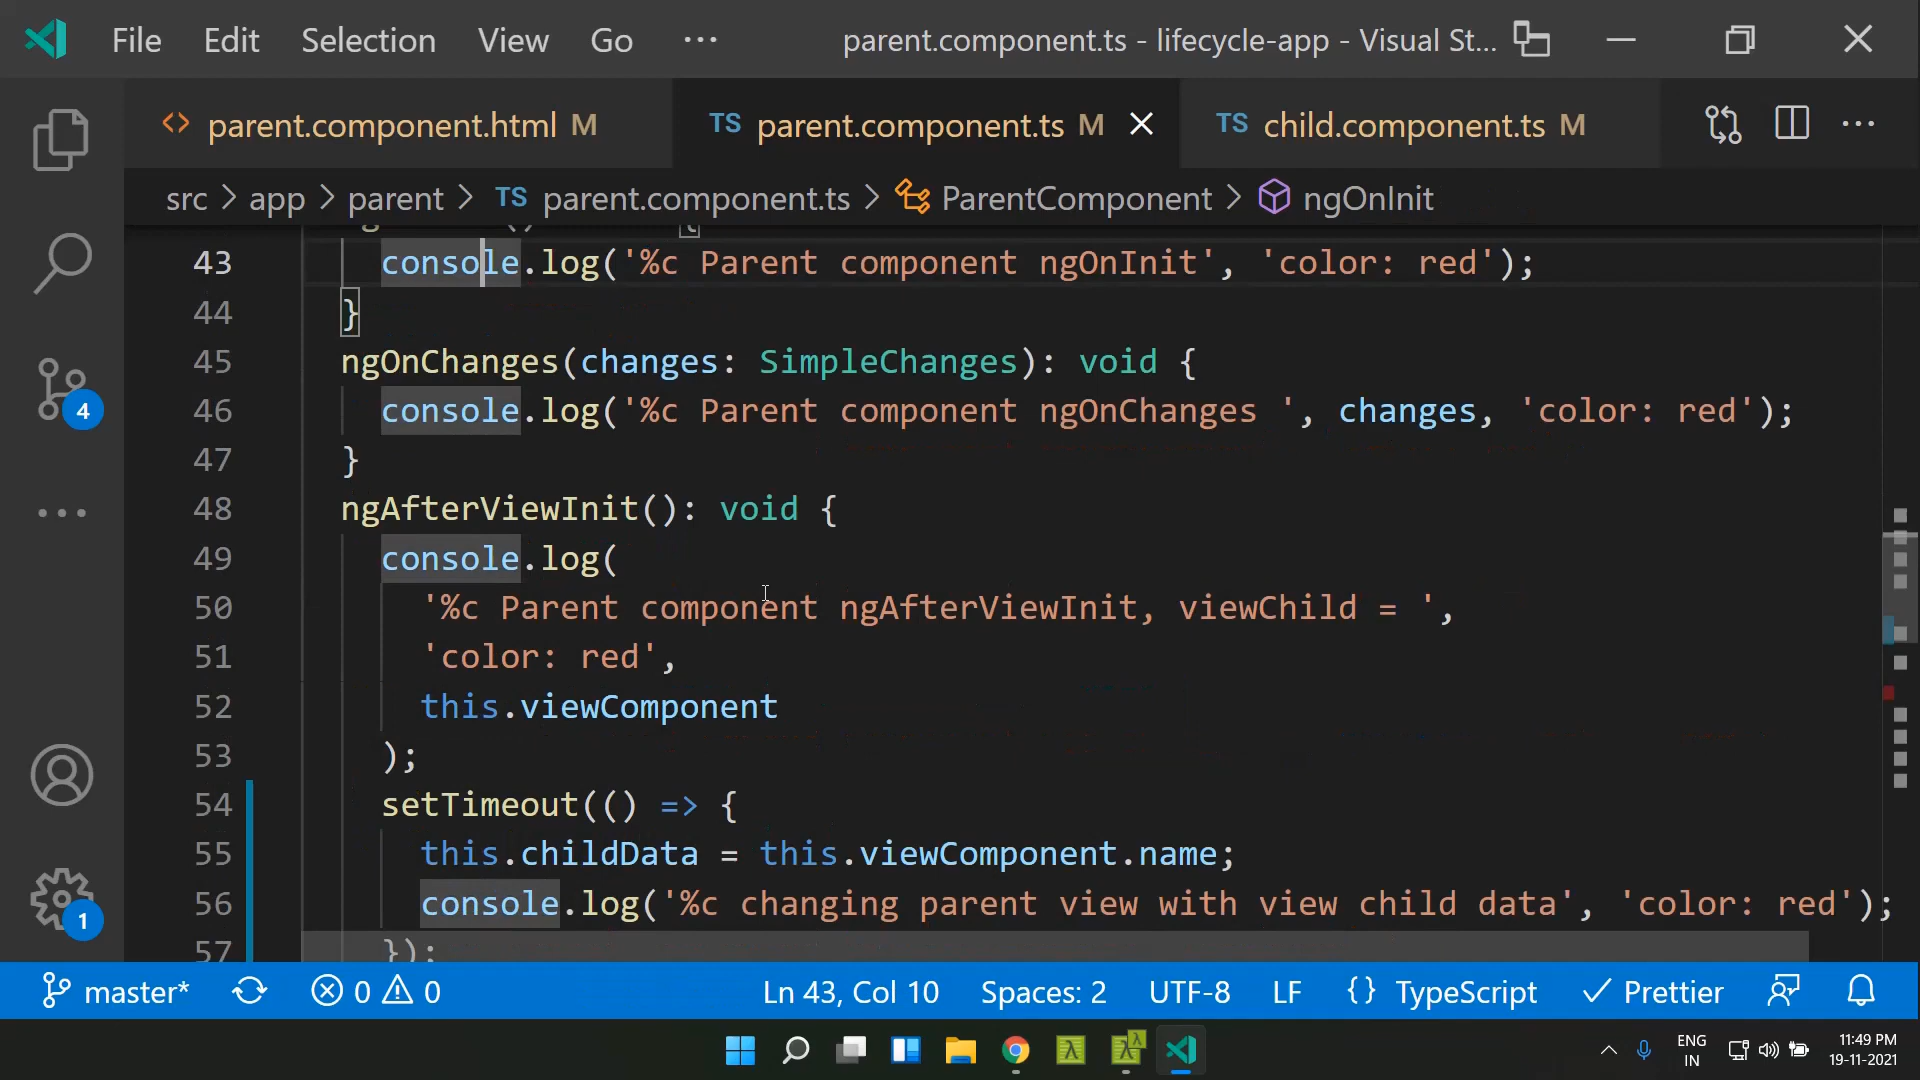 File Edit Selection View Go ··· parent.component.ts - lifecycle-app - Visual St...
<> parent.component.html M TS parent.component.ts M TS child.component.ts M ···
src > app > parent > TS parent.component.ts > ParentComponent > ngOnInit
43 console.log('%c Parent component ngOnInit', 'color: red');
44 }
45 ngOnChanges(changes: SimpleChanges): void {
46 console.log('%c Parent component ngOnChanges ', changes, 'color: red');
47 }
48 ngAfterViewInit(): void {
49 console.log(
50 '%c Parent component ngAfterViewInit, viewChild = ',
51 'color: red',
52 this.viewComponent
53 );
54 setTimeout(() => {
55 this.childData = this.viewComponent.name;
56 console.log('%c changing parent view with view child data', 'color: red');
57 });
4
1
master* 0 0 Ln 43, Col 10 Spaces: 2 UTF-8 LF {} TypeScript Prettier
ENG
IN
11:49 PM
19-11-2021